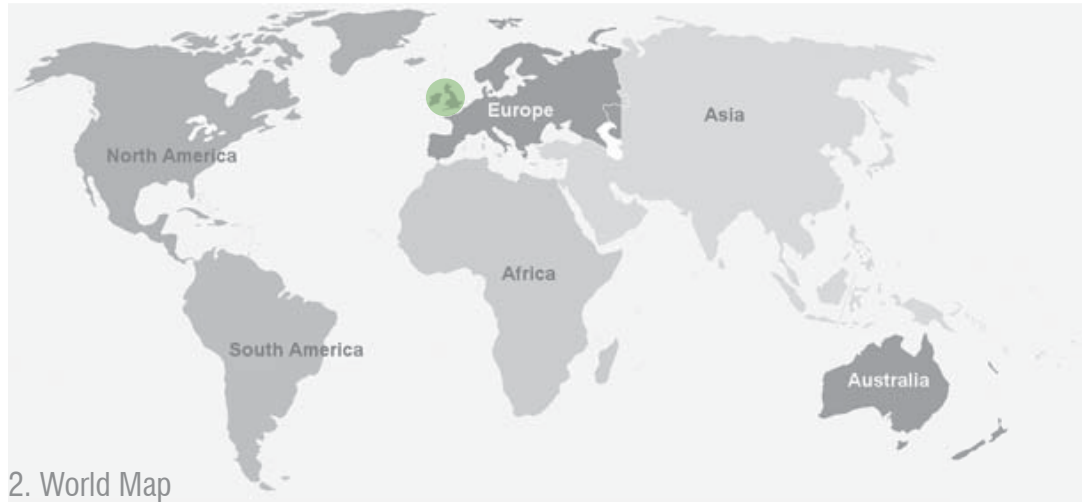 Europe
Asia
North America
Africa
South America
Australia
2. World Map